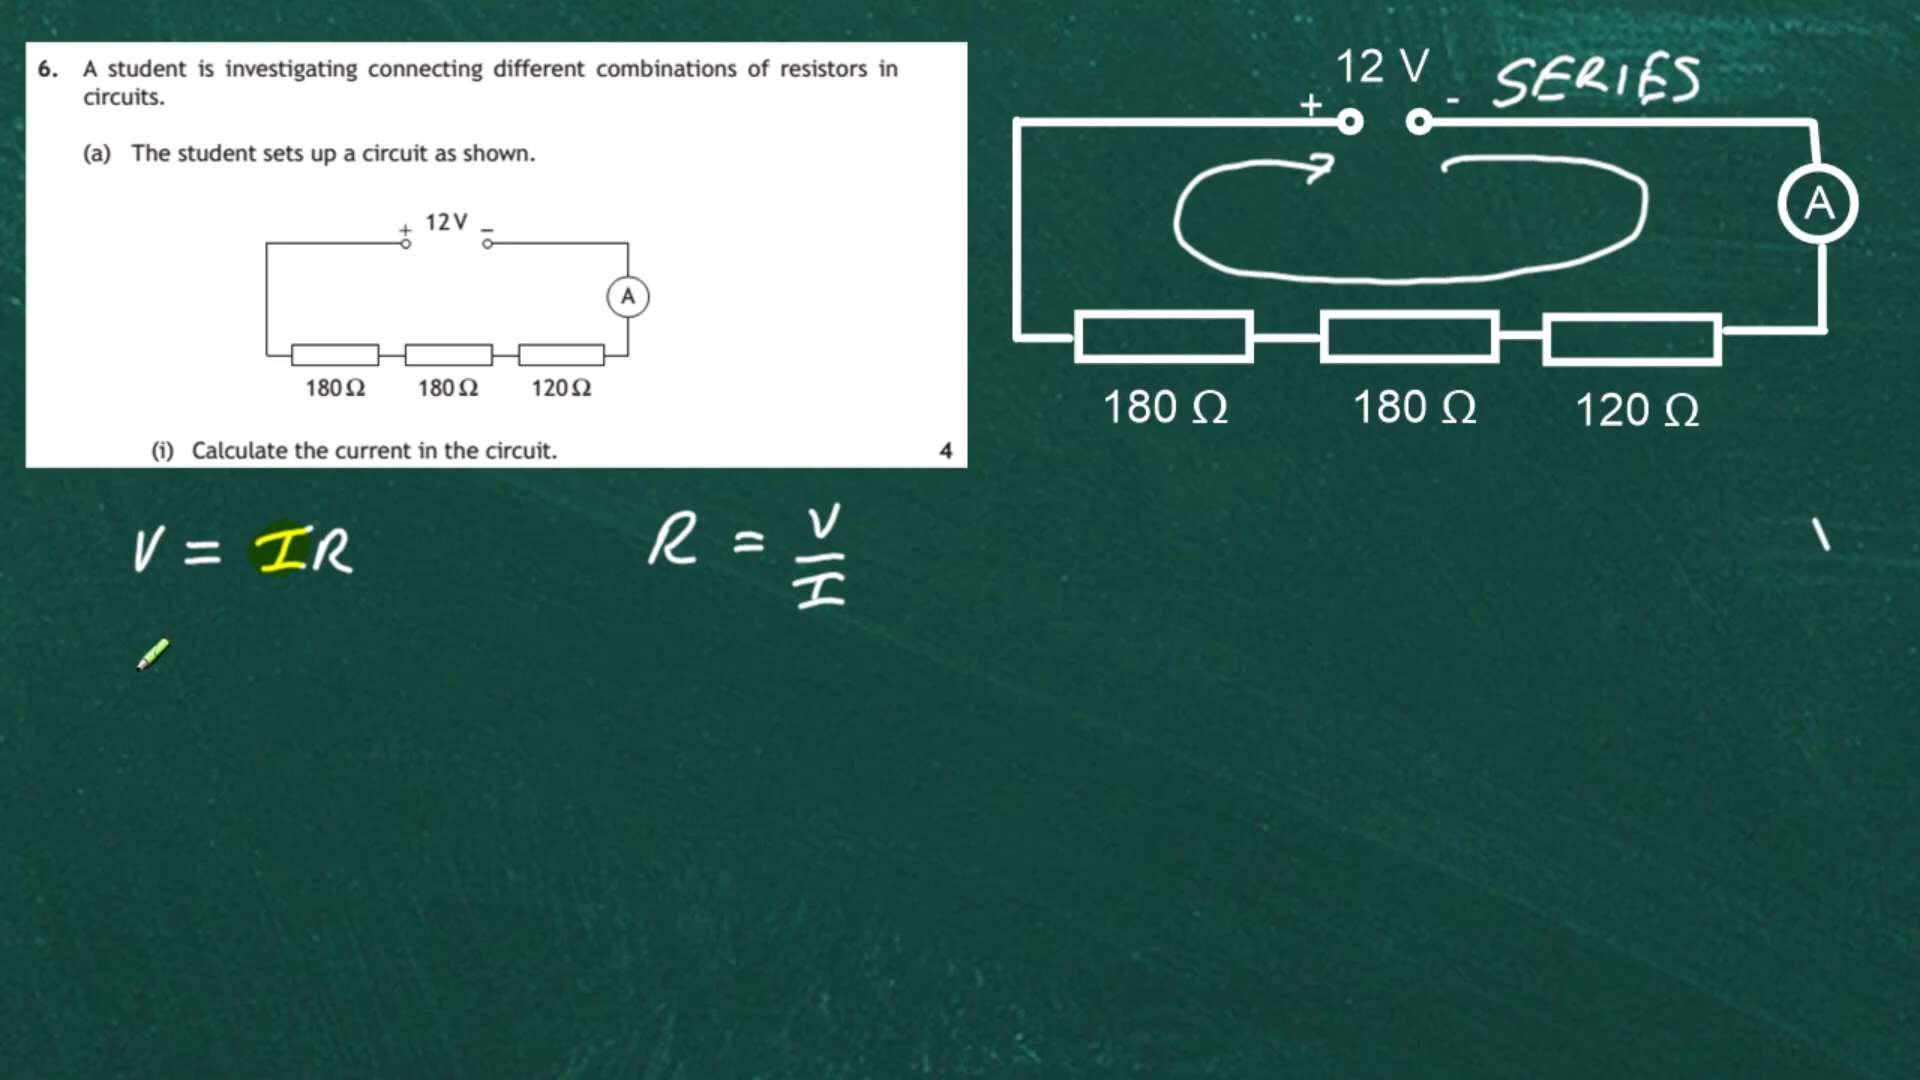 6. A student is investigating connecting different combinations of resistors in
circuits.
(a) The student sets up a circuit as shown.
+ 12 V −
A
180 Ω 180 Ω 120 Ω
(i) Calculate the current in the circuit. 4
12 V SERIES
+ -
A
180 Ω 180 Ω 120 Ω
V = IR
R = V/I
\